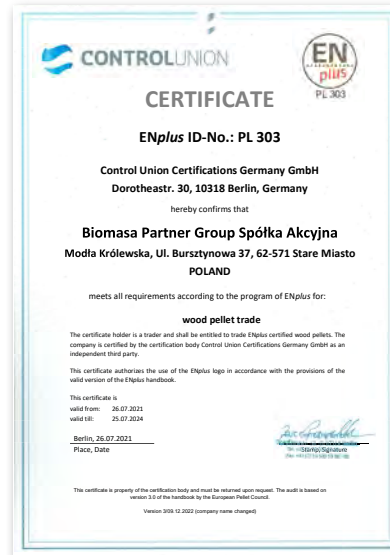 CONTROLUNION
EN
plus
PL 303
CERTIFICATE
ENplus ID-No.: PL 303
Control Union Certifications Germany GmbH
Dorotheastr. 30, 10318 Berlin, Germany
hereby confirms that
Biomasa Partner Group Spółka Akcyjna
Modła Królewska, Ul. Bursztynowa 37, 62-571 Stare Miasto
POLAND
meets all requirements according to the program of ENplus for:
wood pellet trade
The certificate holder is a trader and shall be entitled to trade ENplus certified wood pellets. The
company is certified by the certification body Control Union Certifications Germany GmbH as an
independent third party.
This certificate authorizes the use of the ENplus logo in accordance with the provisions of the
valid version of the ENplus handbook.
This certificate is
valid from: 26.07.2021
valid till: 25.07.2024
Berlin, 26.07.2021
Place, Date
Stamp, Signature
This certificate is property of the certification body and must be returned upon request. The audit is based on
version 3.0 of the handbook by the European Pellet Council.
Version 3/09.12.2022 (company name changed)